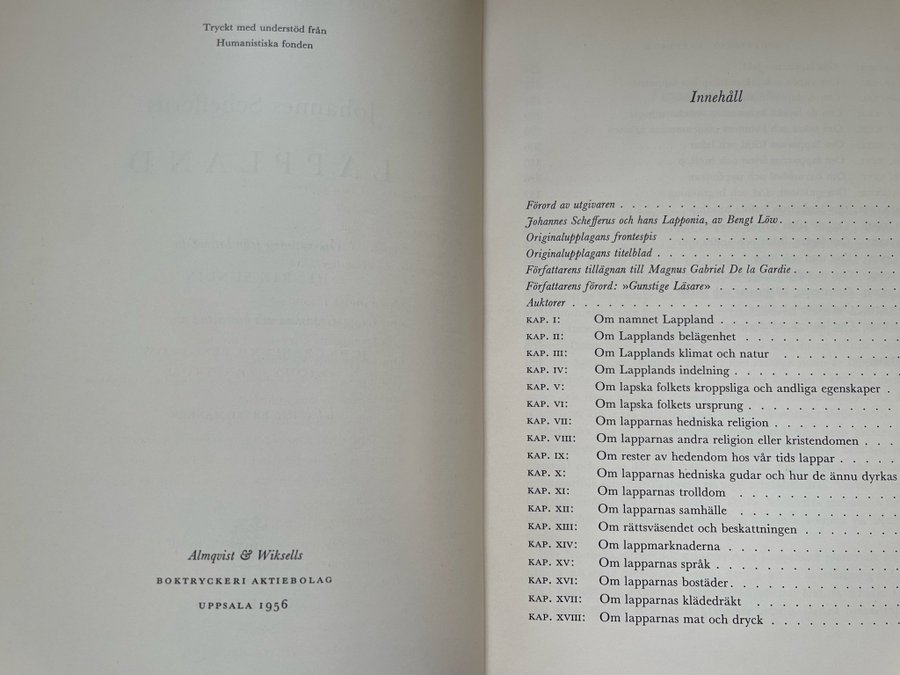 Tryckt med understöd från
Humanistiska fonden
Johannes Schefferus
LAPPLAND
Almqvist & Wiksells
BOKTRYCKERI AKTIEBOLAG
UPPSALA 1956
Innehåll
Förord av utgivaren
Johannes Schefferus och hans Lapponia, av Bengt Löw
Originalupplagans frontespis
Originalupplagans titelblad
Författarens tillägnan till Magnus Gabriel De la Gardie
Författarens förord: »Gunstige Läsare»
Auktorer
KAP. I: Om namnet Lappland
KAP. II: Om Lapplands belägenhet
KAP. III: Om Lapplands klimat och natur
KAP. IV: Om Lapplands indelning
KAP. V: Om lapska folkets kroppsliga och andliga egenskaper
KAP. VI: Om lapska folkets ursprung
KAP. VII: Om lapparnas hedniska religion
KAP. VIII: Om lapparnas andra religion eller kristendomen
KAP. IX: Om rester av hedendom hos vår tids lappar
KAP. X: Om lapparnas hedniska gudar och hur de ännu dyrkas
KAP. XI: Om lapparnas trolldom
KAP. XII: Om lapparnas samhälle
KAP. XIII: Om rättsväsendet och beskattningen
KAP. XIV: Om lappmarknaderna
KAP. XV: Om lapparnas språk
KAP. XVI: Om lapparnas bostäder
KAP. XVII: Om lapparnas klädedräkt
KAP. XVIII: Om lapparnas mat och dryck